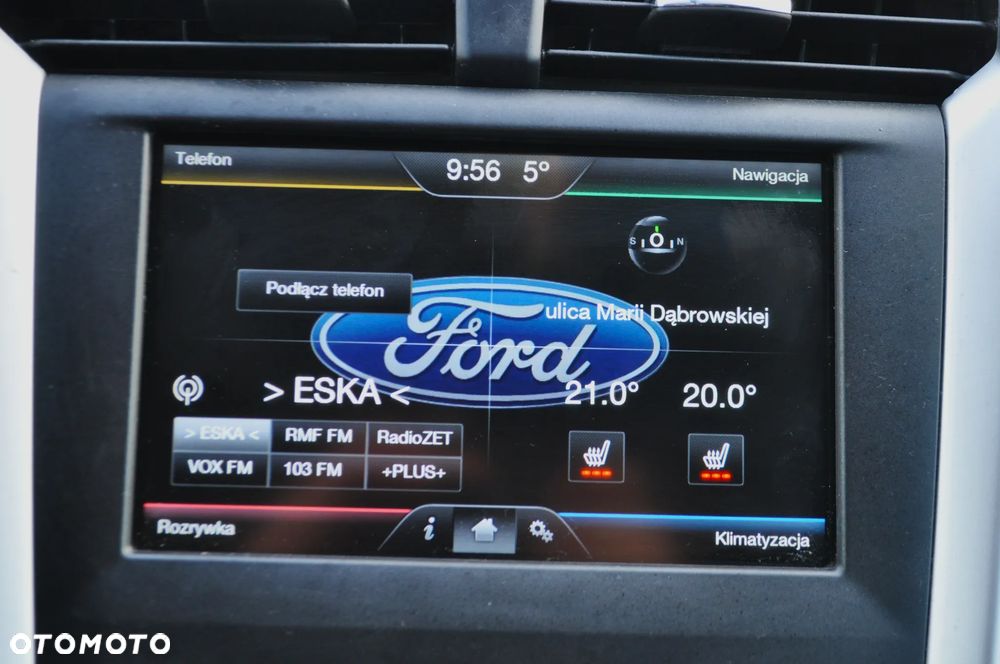 Telefon
9:56 5°
Nawigacja
S O N
Podłącz telefon
Ford
ulica Marii Dąbrowskiej
> ESKA <
21.0° 20.0°
> ESKA < RMF FM RadioZET
VOX FM 103 FM +PLUS+
Rozrywka
i
Klimatyzacja
OTOMOTO